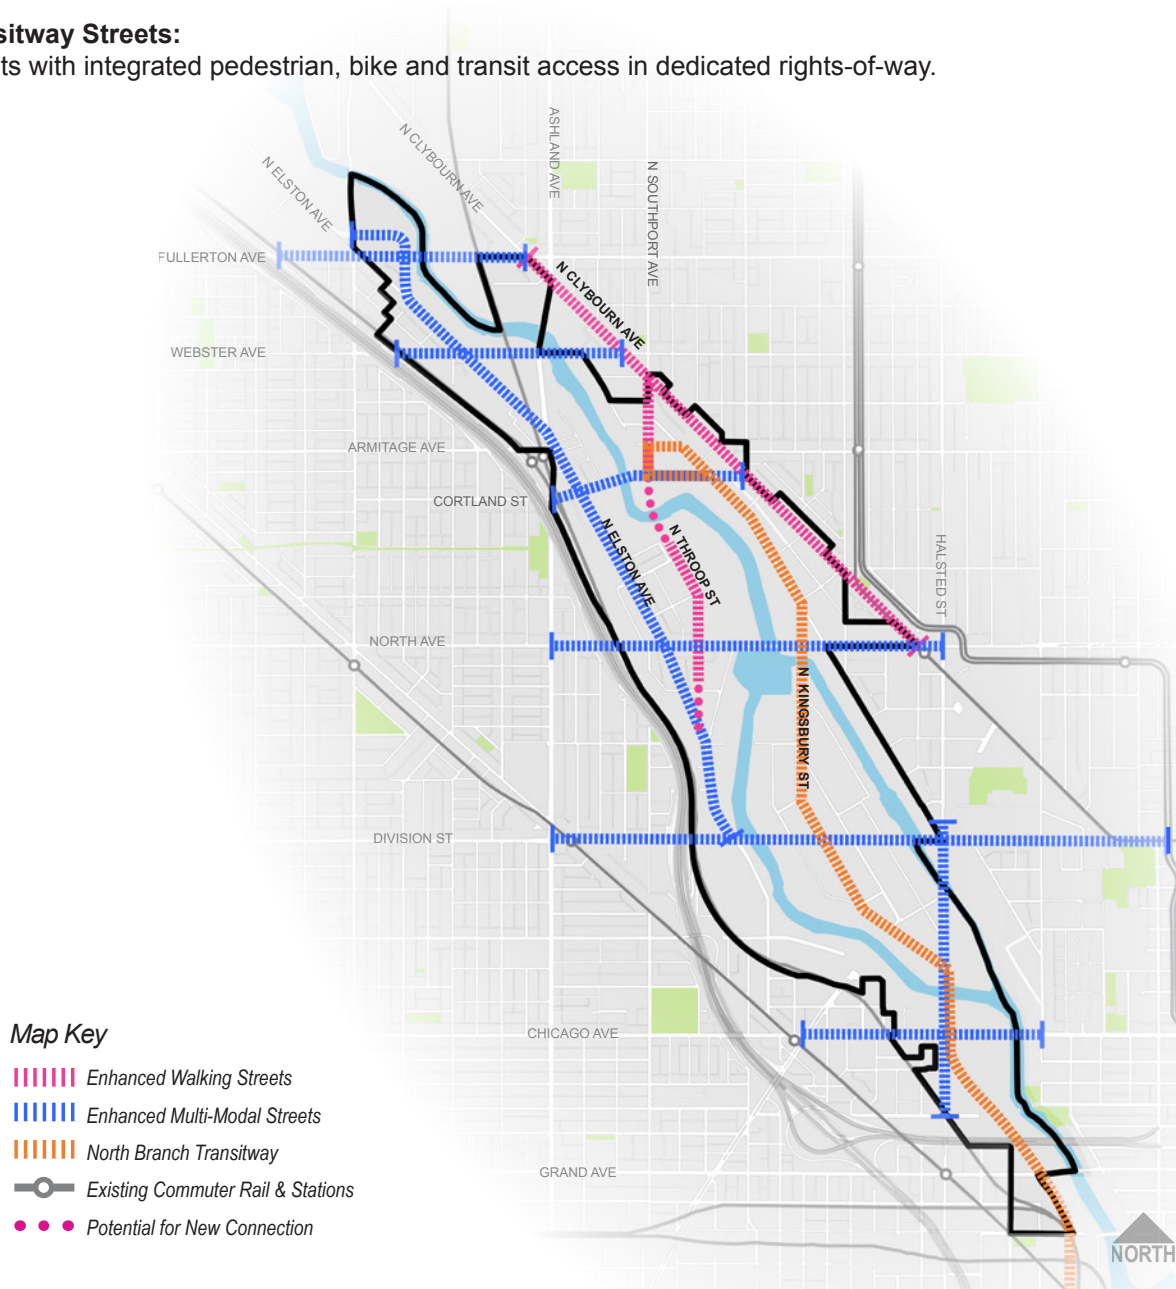 sitway Streets:
ts with integrated pedestrian, bike and transit access in dedicated rights-of-way.
N CLYBOURN AVE
ASHLAND AVE
N SOUTHPORT AVE
N ELSTON AVE
FULLERTON AVE
N CLYBOURN AVE
WEBSTER AVE
ARMITAGE AVE
CORTLAND ST
N ELSTON AVE
N THROOP ST
HALSTED ST
NORTH AVE
N KINGSBURY ST
DIVISION ST
CHICAGO AVE
GRAND AVE
Map Key
Enhanced Walking Streets
Enhanced Multi-Modal Streets
North Branch Transitway
Existing Commuter Rail & Stations
Potential for New Connection
NORTH